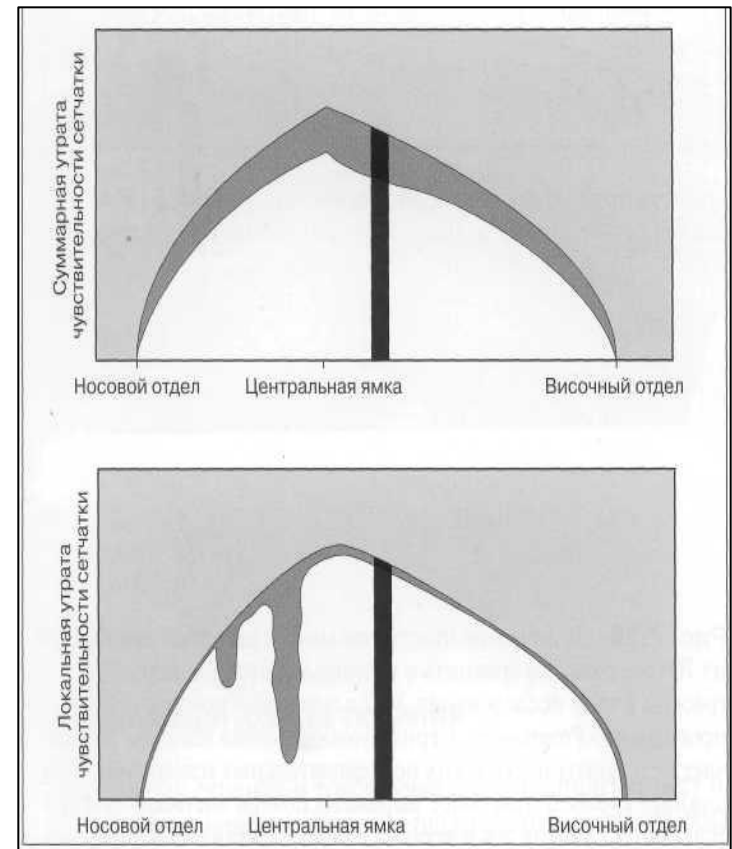 Суммарная утрата
чувствительности сетчатки
Носовой отдел
Центральная ямка
Височный отдел
Локальная утрата
чувствительности сетчатки
Носовой отдел
Центральная ямка
Височный отдел